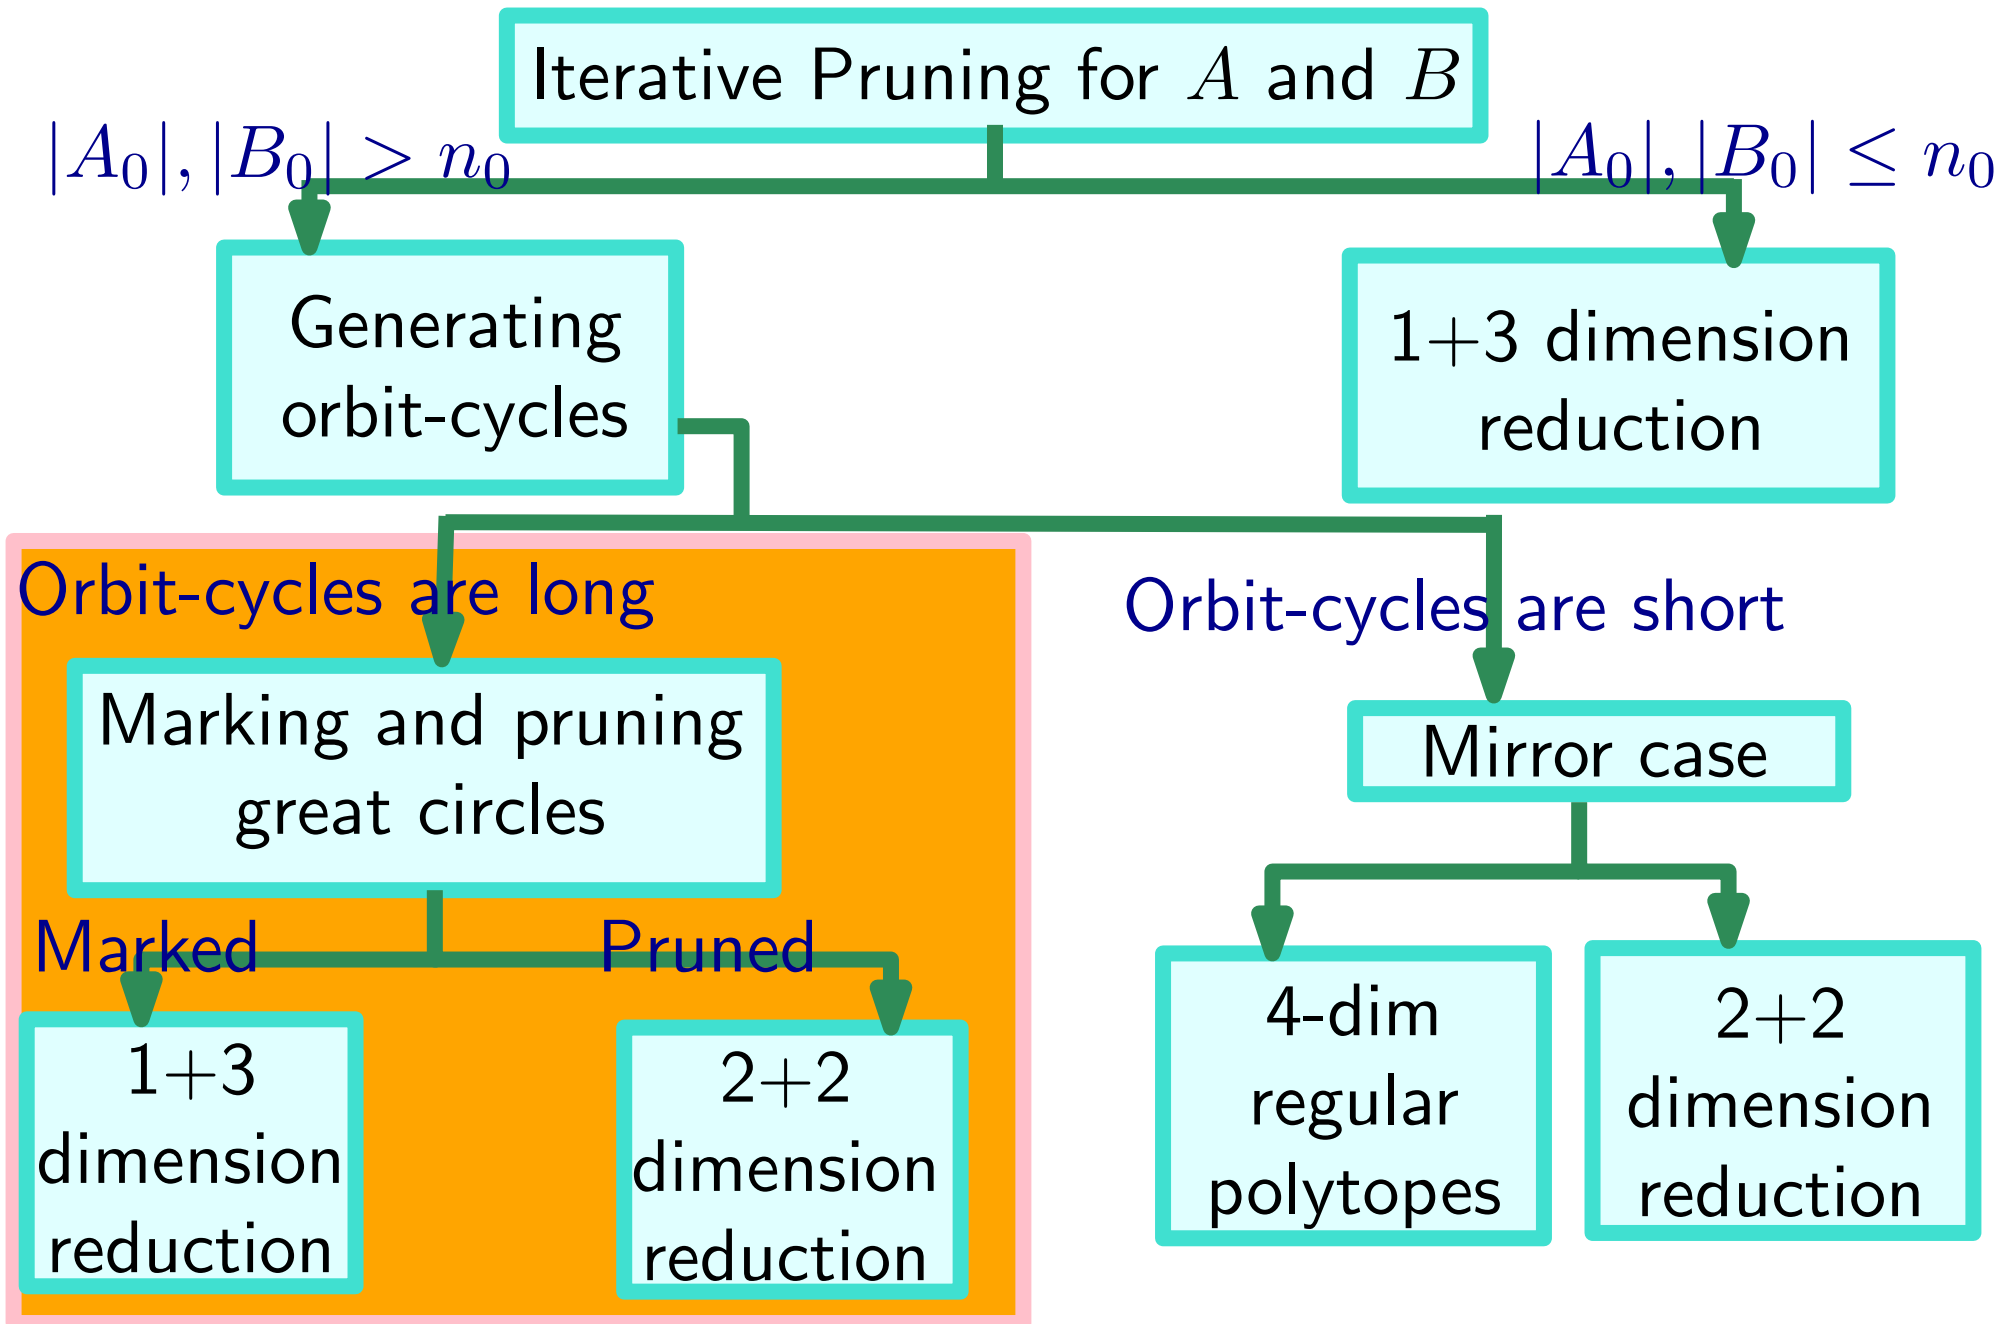 Iterative Pruning for A and B
|A₀|, |B₀| > n₀
|A₀|, |B₀| ≤ n₀
Generating
orbit-cycles
1+3 dimension
reduction
Orbit-cycles are long
Orbit-cycles are short
Marking and pruning
great circles
Mirror case
Marked
Pruned
1+3
dimension
reduction
2+2
dimension
reduction
4-dim
regular
polytopes
2+2
dimension
reduction